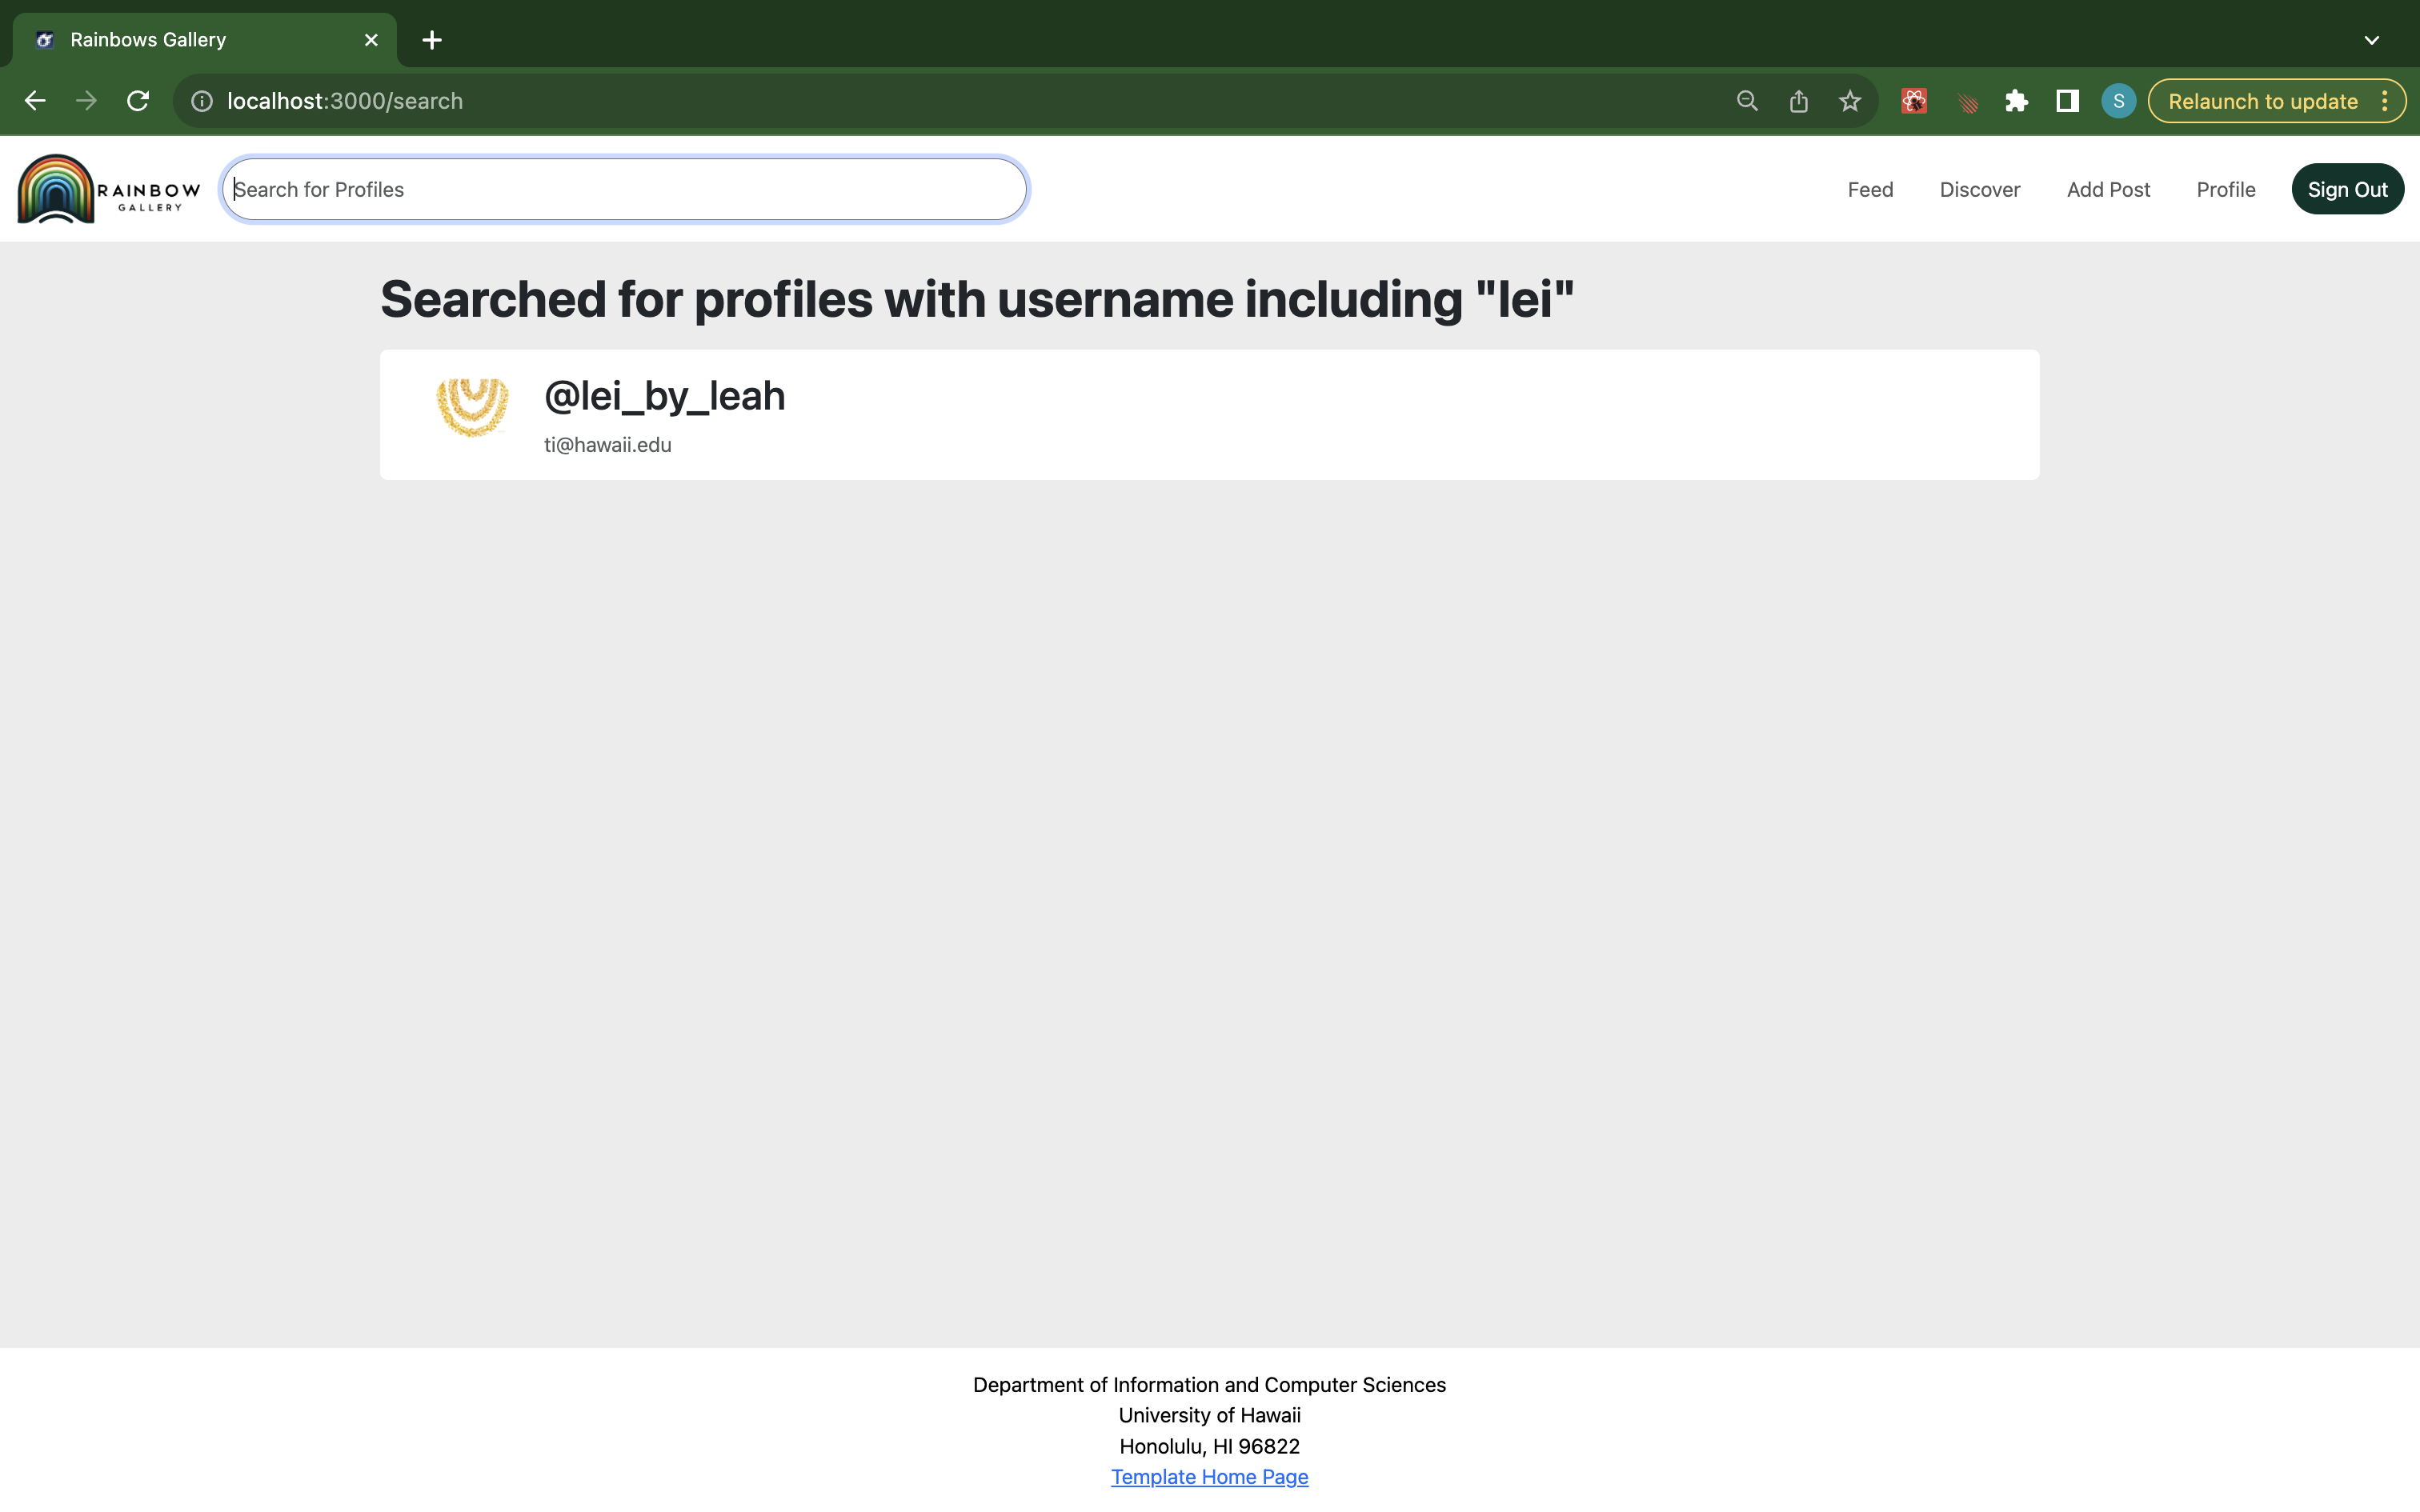 Rainbows Gallery
localhost:3000/search
S
Relaunch to update
RAINBOW
GALLERY
Search for Profiles
Feed
Discover
Add Post
Profile
Sign Out
Searched for profiles with username including "lei"
@lei_by_leah
ti@hawaii.edu
Department of Information and Computer Sciences
University of Hawaii
Honolulu, HI 96822
Template Home Page